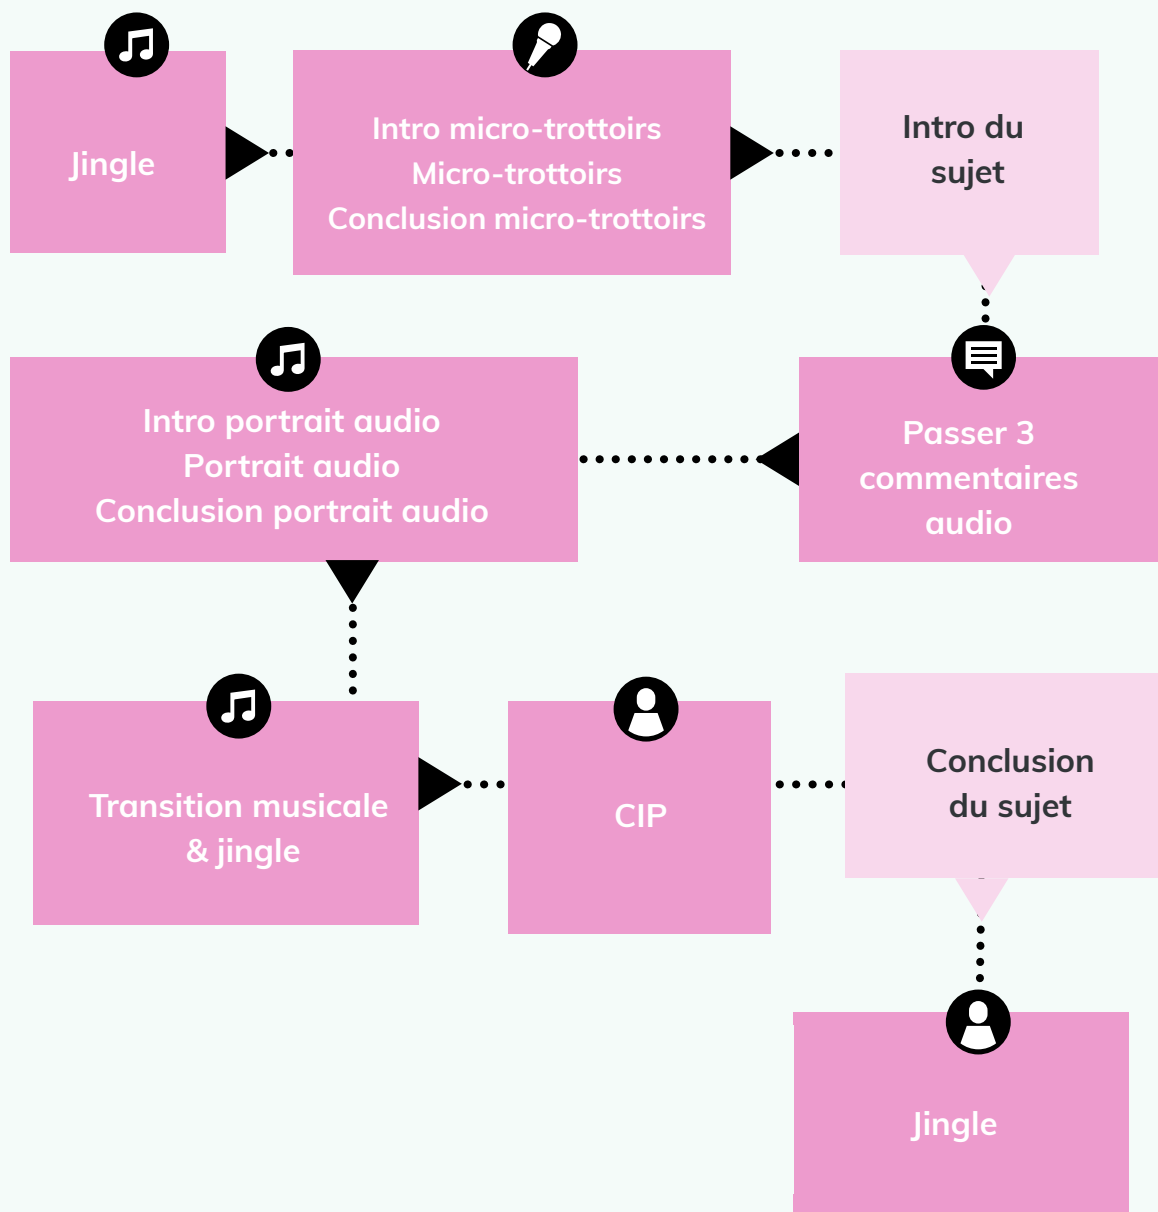 Jingle
Intro micro-trottoirs
Micro-trottoirs
Conclusion micro-trottoirs
Intro du
sujet
Passer 3
commentaires
audio
Intro portrait audio
Portrait audio
Conclusion portrait audio
Transition musicale
& jingle
CIP
Conclusion
du sujet
Jingle